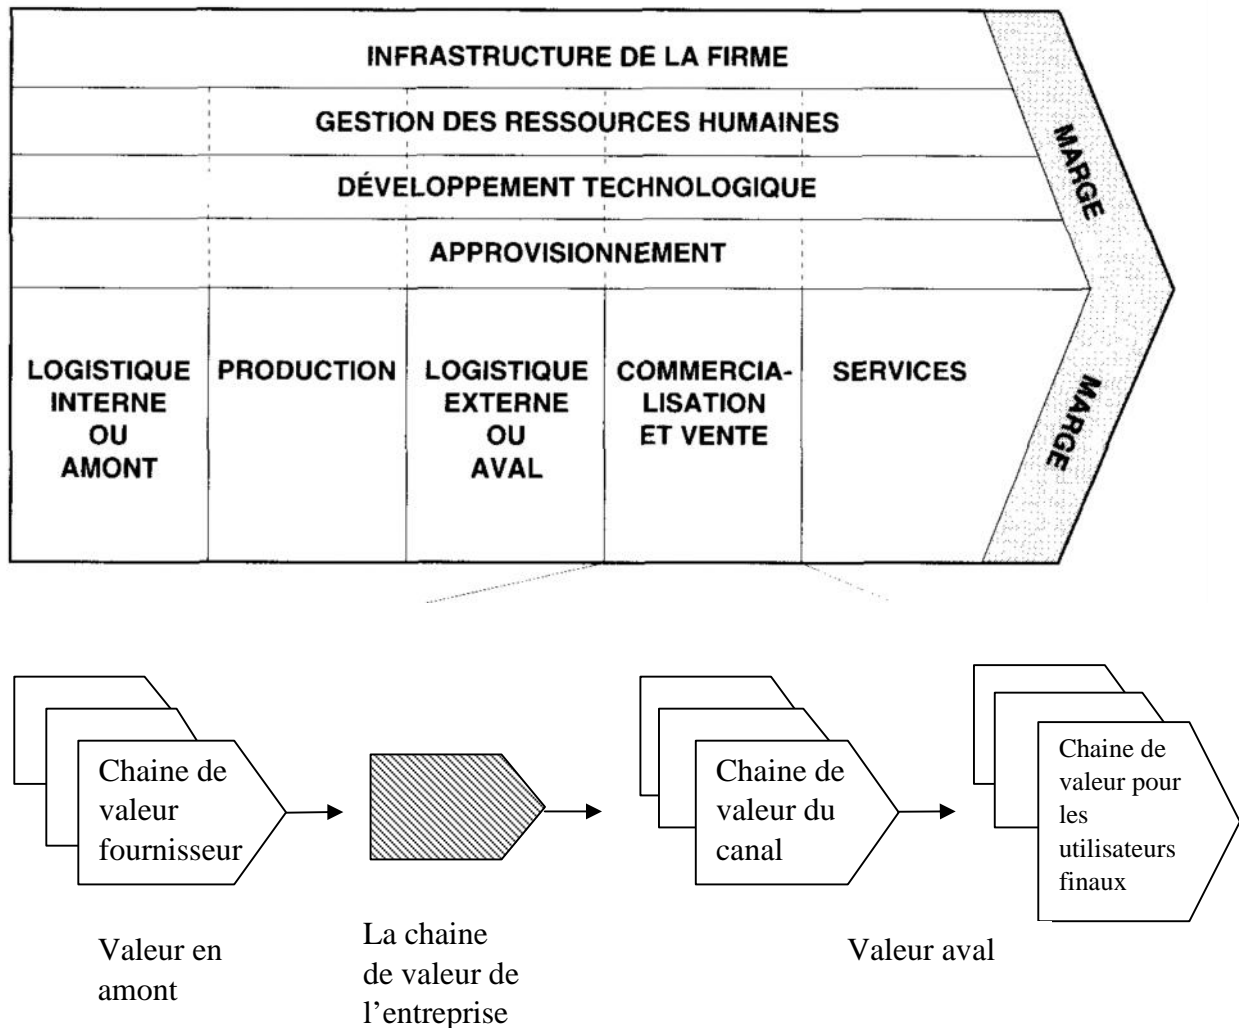 INFRASTRUCTURE DE LA FIRME
GESTION DES RESSOURCES HUMAINES
DÉVELOPPEMENT TECHNOLOGIQUE
APPROVISIONNEMENT
MARGE
LOGISTIQUE
INTERNE
OU
AMONT
PRODUCTION
LOGISTIQUE
EXTERNE
OU
AVAL
COMMERCIA-
LISATION
ET VENTE
SERVICES
MARGE
Chaine de
valeur
fournisseur
Chaine de
valeur du
canal
Chaine de
valeur pour
les
utilisateurs
finaux
Valeur en
amont
La chaine
de valeur de
l’entreprise
Valeur aval